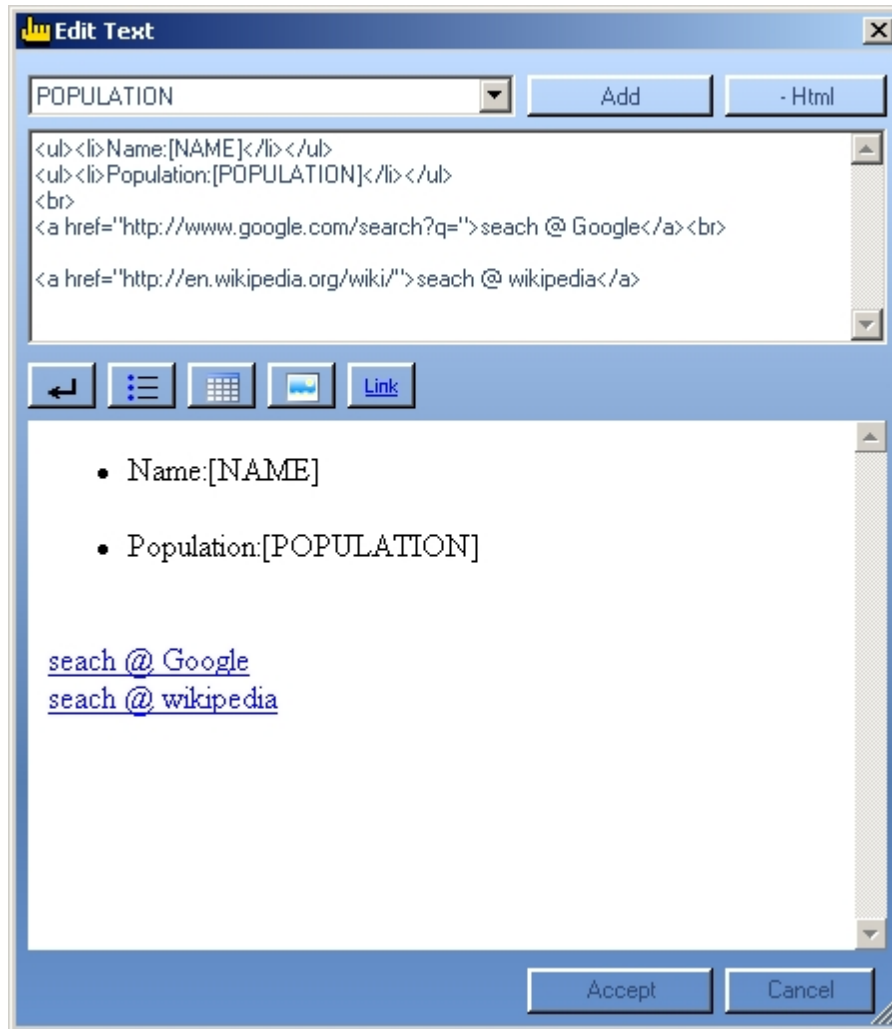 Edit Text
POPULATION
Add
- Html
<ul><li>Name:[NAME]</li></ul>
<ul><li>Population:[POPULATION]</li></ul>
<br>
<a href="http://www.google.com/search?q=">seach @ Google</a><br>
<a href="http://en.wikipedia.org/wiki/">seach @ wikipedia</a>
Link
Name:[NAME]
Population:[POPULATION]
seach @ Google
seach @ wikipedia
Accept
Cancel